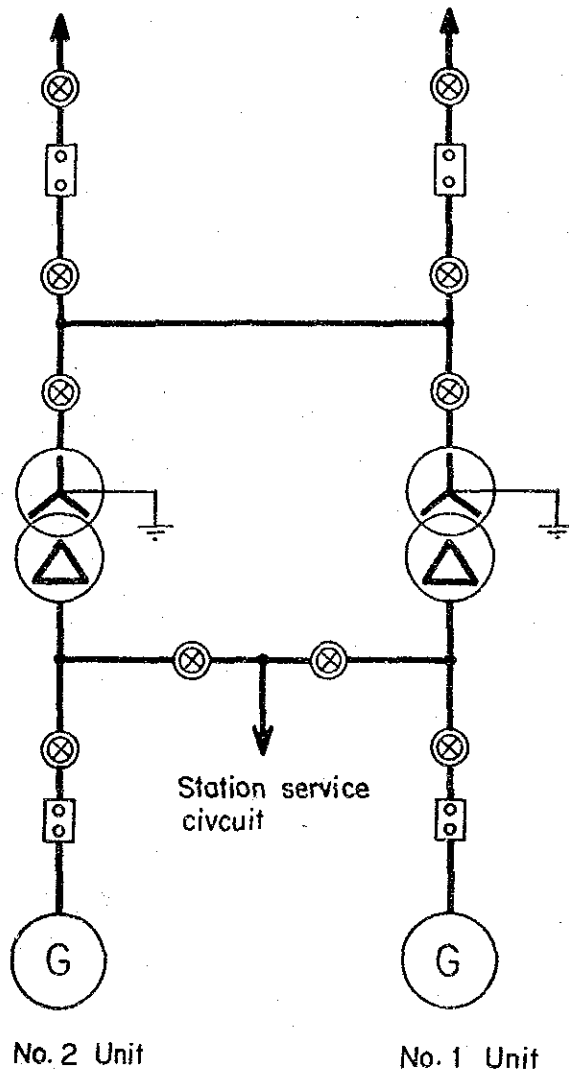 Station service
civcuit
G
G
No. 2 Unit
No. 1 Unit